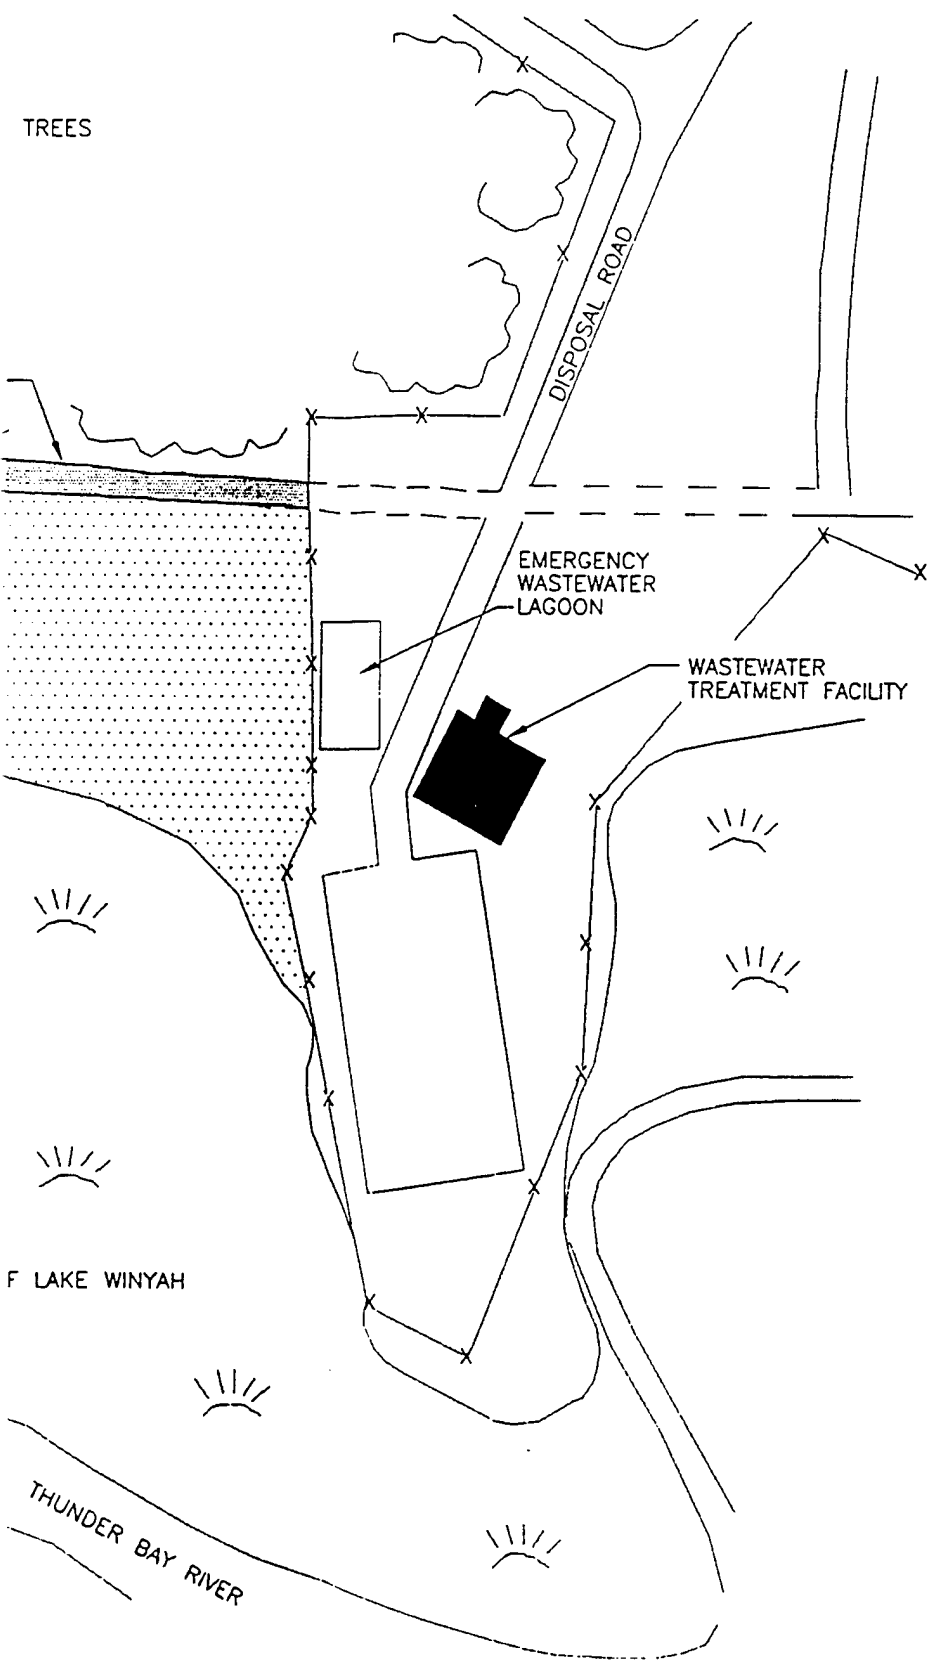 TREES
DISPOSAL ROAD
EMERGENCY
WASTEWATER
LAGOON
WASTEWATER
TREATMENT FACILITY
F LAKE WINYAH
THUNDER BAY RIVER